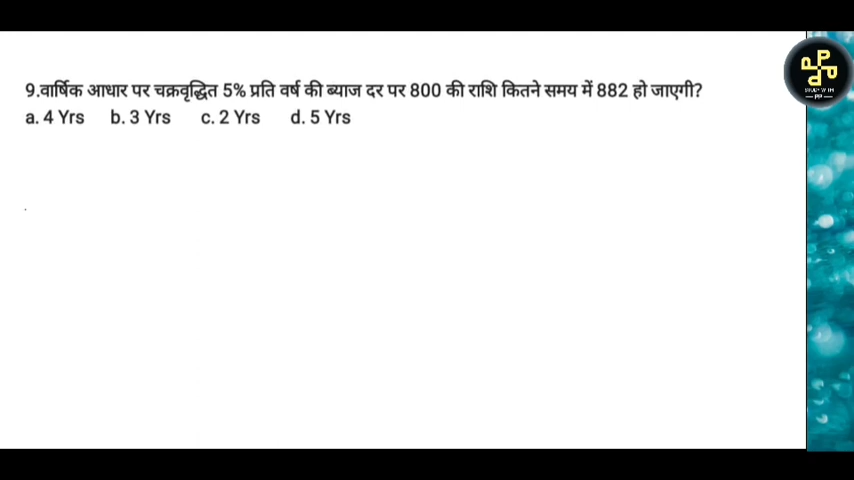 9.वार्षिक आधार पर चक्रवृद्धित 5% प्रति वर्ष की ब्याज दर पर 800 की राशि कितने समय में 882 हो जाएगी?
a. 4 Yrs b. 3 Yrs c. 2 Yrs d. 5 Yrs